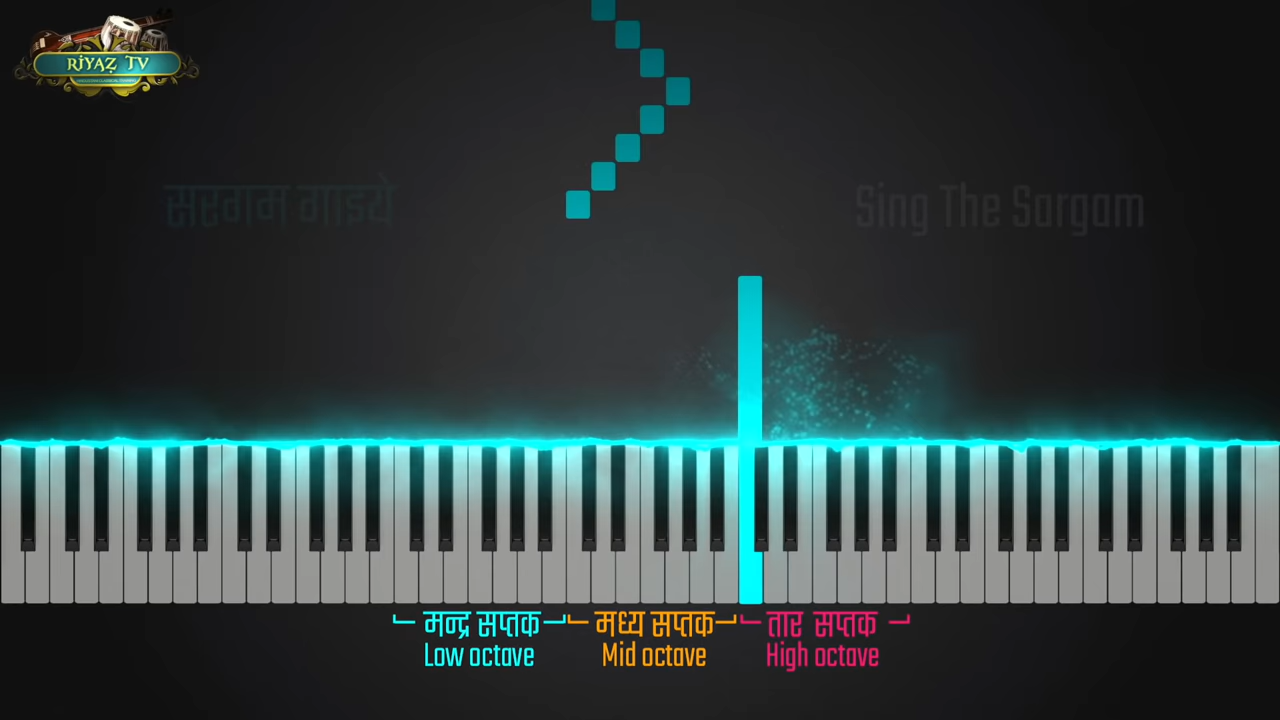 RiYAZ TV
सरगम गाइये
Sing The Sargam
मन्द्र सप्तक
Low octave
मध्य सप्तक
Mid octave
तार सप्तक
High octave